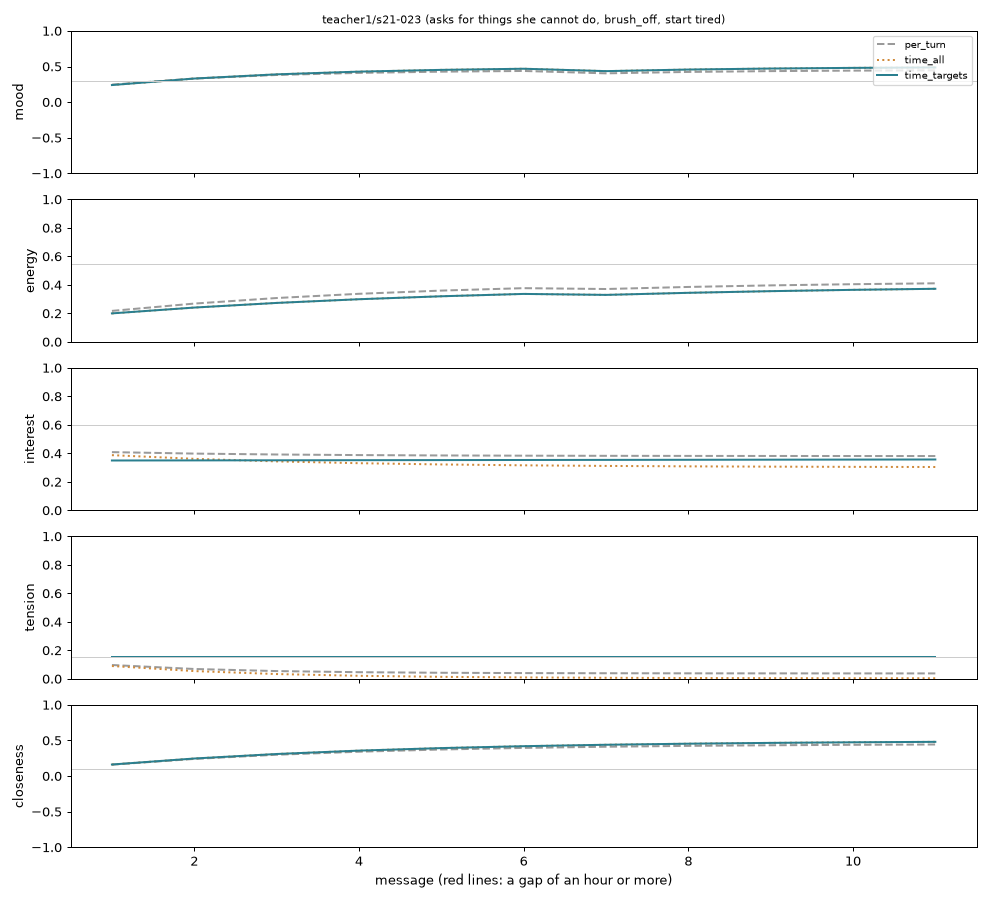 teacher1/s21-023 (asks for things she cannot do, brush_off, start tired)
1.0
0.5
0.0
−0.5
−1.0
mood
per_turn
time_all
time_targets
1.0
0.8
0.6
0.4
0.2
0.0
energy
1.0
0.8
0.6
0.4
0.2
0.0
interest
1.0
0.8
0.6
0.4
0.2
0.0
tension
1.0
0.5
0.0
−0.5
−1.0
closeness
2 4 6 8 10
message (red lines: a gap of an hour or more)